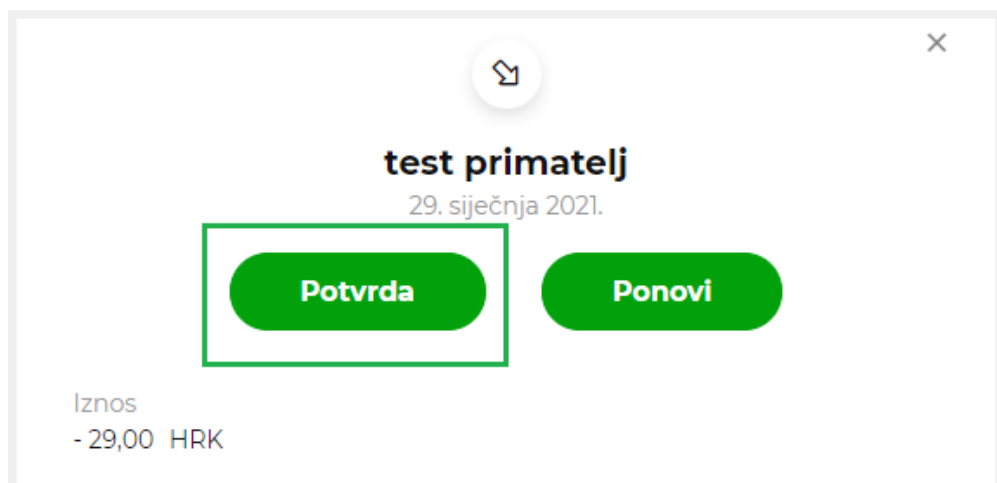 test primatelj
29. siječnja 2021.
Potvrda Ponovi
Iznos
- 29,00 HRK